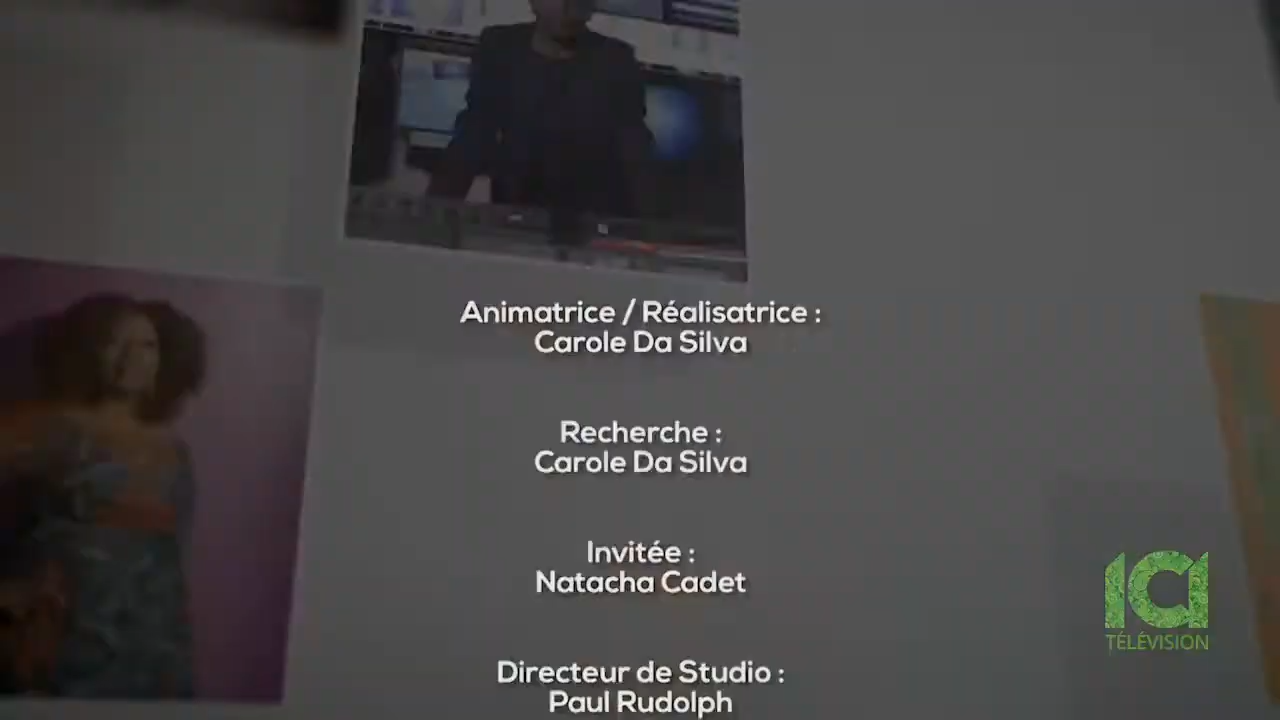 Animatrice / Réalisatrice :
Carole Da Silva
Recherche :
Carole Da Silva
Invitée :
Natacha Cadet
Directeur de Studio :
Paul Rudolph
ICI
TÉLÉVISION